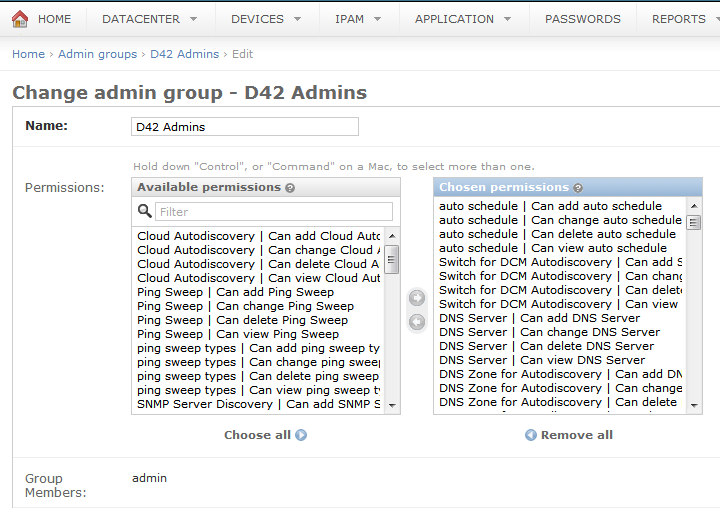 HOME DATACENTER DEVICES IPAM APPLICATION PASSWORDS REPORTS
Home › Admin groups › D42 Admins › Edit
Change admin group - D42 Admins
Name: D42 Admins
Hold down "Control", or "Command" on a Mac, to select more than one.
Permissions:
Available permissions ?
Filter
Cloud Autodiscovery | Can add Cloud Auto
Cloud Autodiscovery | Can change Cloud A
Cloud Autodiscovery | Can delete Cloud A
Cloud Autodiscovery | Can view Cloud Aut
Ping Sweep | Can add Ping Sweep
Ping Sweep | Can change Ping Sweep
Ping Sweep | Can delete Ping Sweep
Ping Sweep | Can view Ping Sweep
ping sweep types | Can add ping sweep ty
ping sweep types | Can change ping sweep
ping sweep types | Can delete ping sweep
ping sweep types | Can view ping sweep t
SNMP Server Discovery | Can add SNMP S
Choose all
Chosen permissions ?
auto schedule | Can add auto schedule
auto schedule | Can change auto schedule
auto schedule | Can delete auto schedule
auto schedule | Can view auto schedule
Switch for DCM Autodiscovery | Can add S
Switch for DCM Autodiscovery | Can chang
Switch for DCM Autodiscovery | Can delet
Switch for DCM Autodiscovery | Can view
DNS Server | Can add DNS Server
DNS Server | Can change DNS Server
DNS Server | Can delete DNS Server
DNS Server | Can view DNS Server
DNS Zone for Autodiscovery | Can add DN
DNS Zone for Autodiscovery | Can change
DNS Zone for Autodiscovery | Can delete
Remove all
Group
Members:
admin